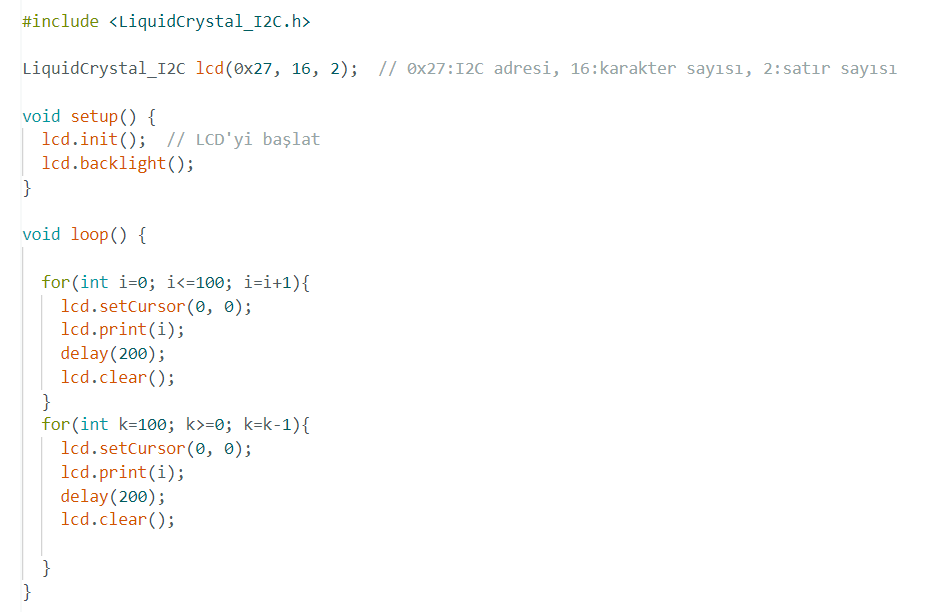 #include <LiquidCrystal_I2C.h>
LiquidCrystal_I2C lcd(0x27, 16, 2);  // 0x27:I2C adresi, 16:karakter sayısı, 2:satır sayısı
void setup() {
  lcd.init();  // LCD'yi başlat
  lcd.backlight();
}
void loop() {
  for(int i=0; i<=100; i=i+1){
    lcd.setCursor(0, 0);
    lcd.print(i);
    delay(200);
    lcd.clear();
  }
  for(int k=100; k>=0; k=k-1){
    lcd.setCursor(0, 0);
    lcd.print(i);
    delay(200);
    lcd.clear();
  }
}